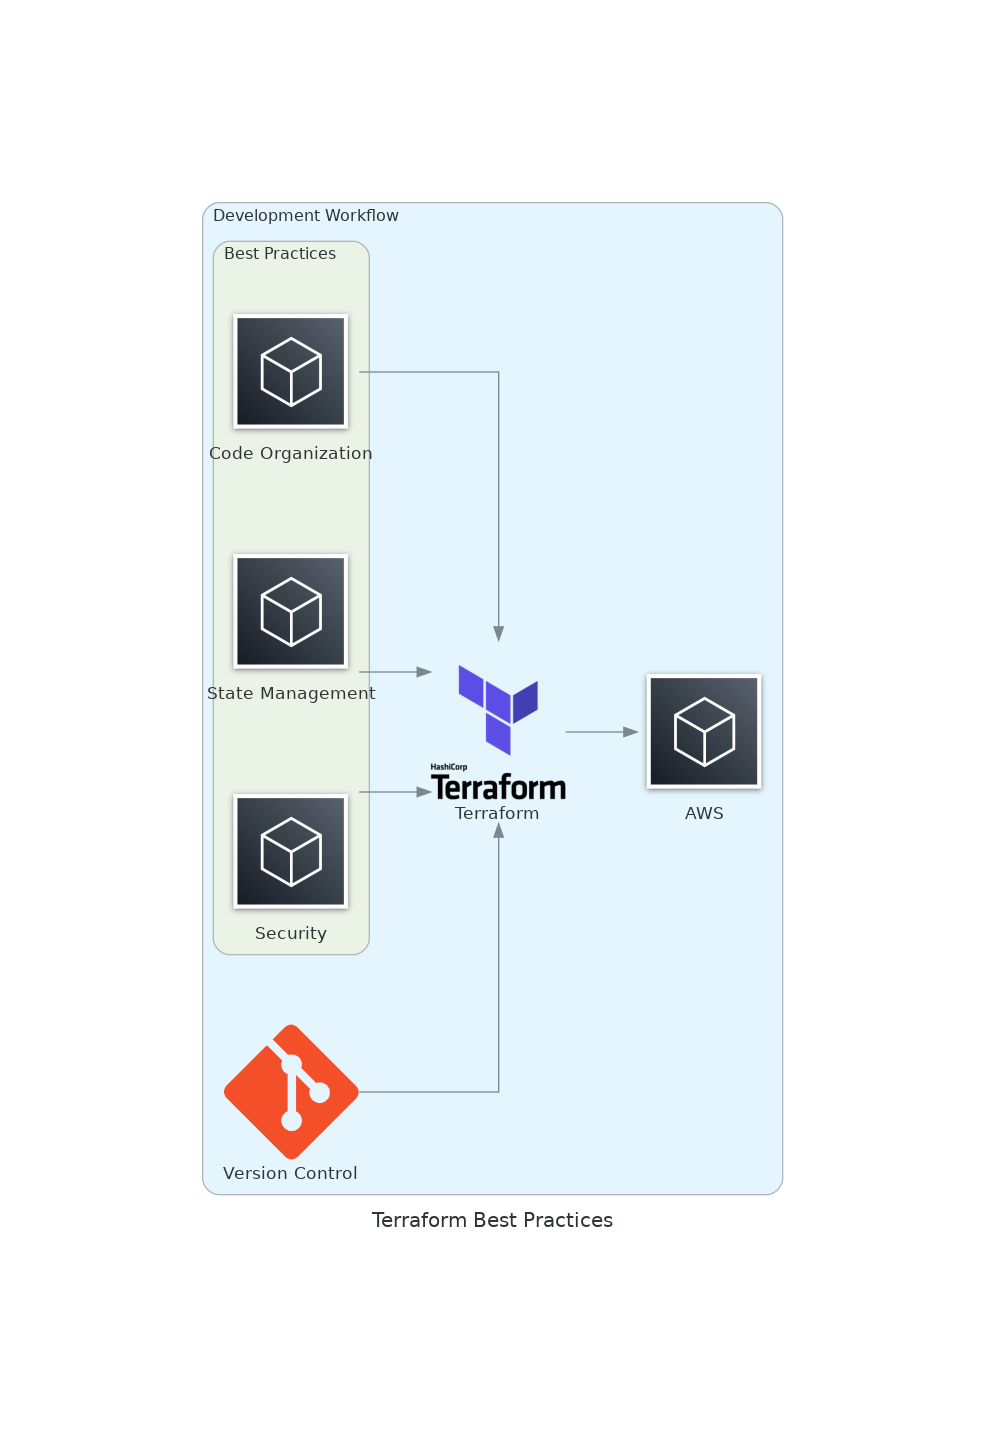 Development Workflow
Best Practices
Code Organization
State Management
HashiCorp
Terraform
Terraform
AWS
Security
Version Control
Terraform Best Practices